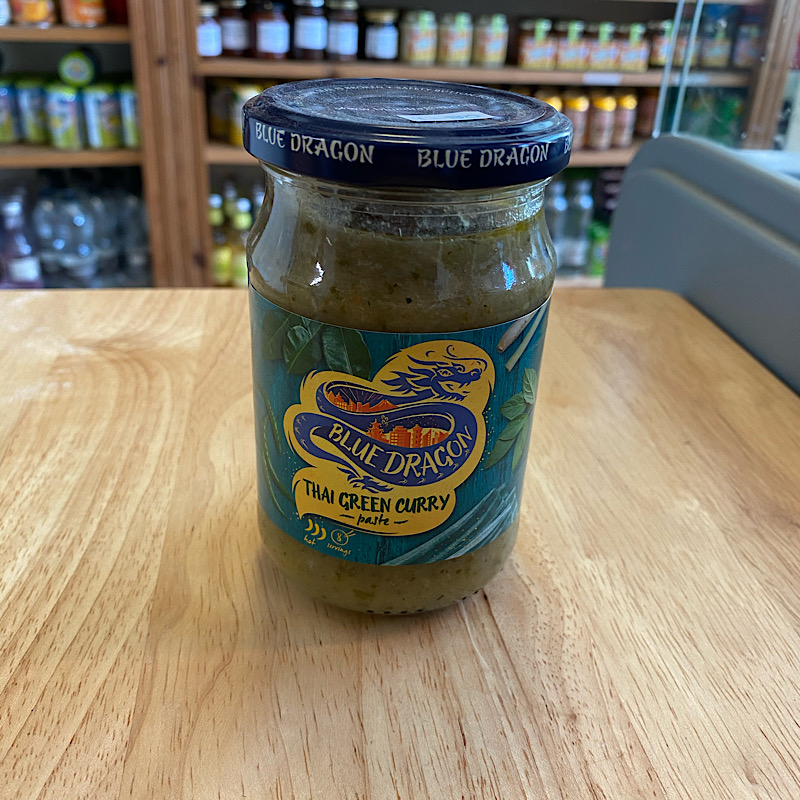 BLUE DRAGON BLUE DRAGON
BLUE DRAGON
THAI GREEN CURRY
paste
hot
8
servings